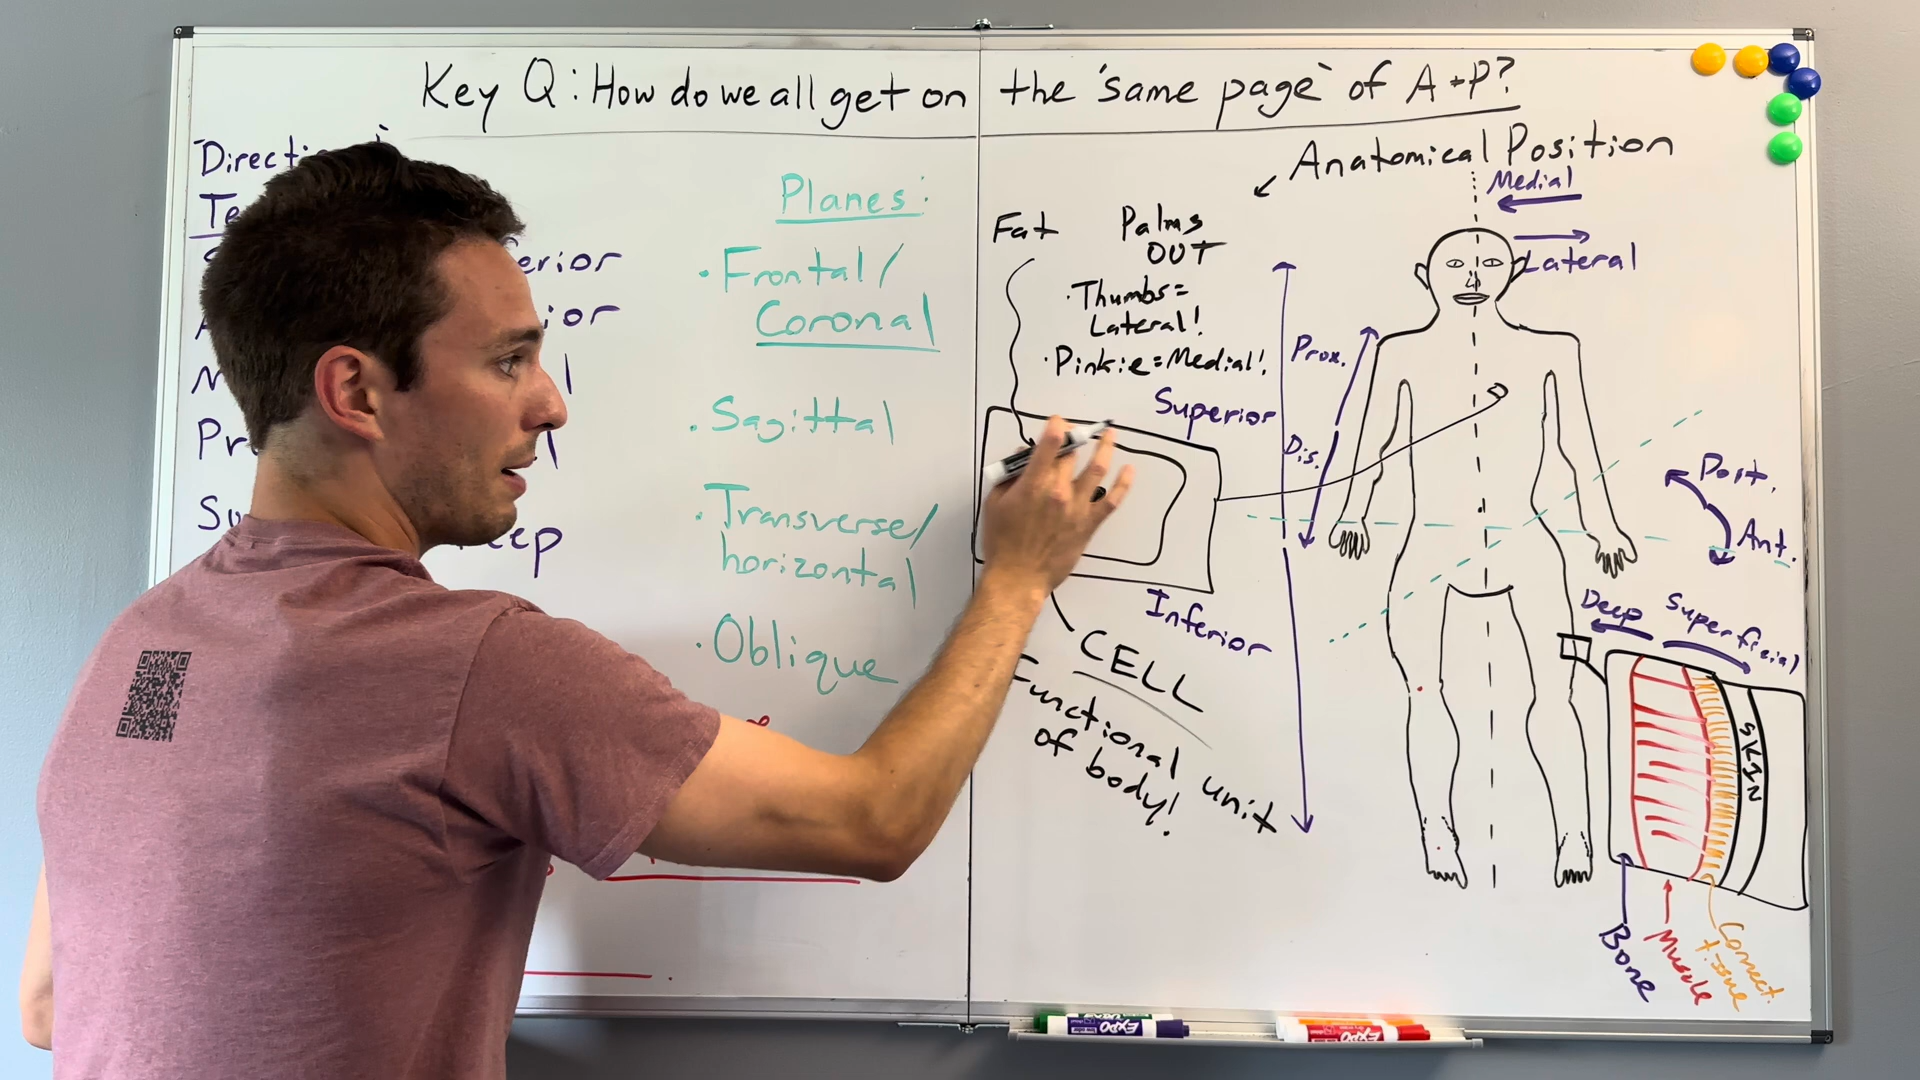 Key Q: How do we all get on the 'same page' of A+P?
Planes:
• Frontal/
Coronal
• Sagittal
• Transverse/
horizontal
• Oblique
Anatomical Position
Fat
Palms
OUT
• Thumbs=
Lateral!
• Pinkie=Medial!
Superior
Inferior
CELL
Functional unit
of body!
Medial
Lateral
Prox.
Dis.
Post.
Ant.
Deep
Superficial
SKIN
Bone
Muscle
Connect.
tissue
EXPO
EXPO